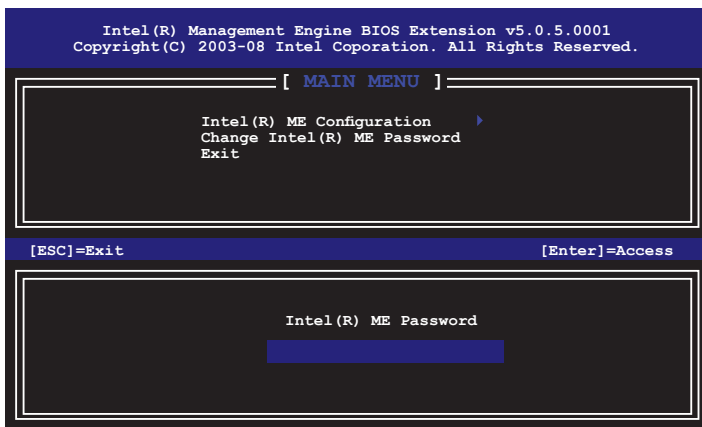 Intel(R) Management Engine BIOS Extension v5.0.5.0001
Copyright(C) 2003-08 Intel Coporation. All Rights Reserved.
[ MAIN MENU ]
Intel(R) ME Configuration
Change Intel(R) ME Password
Exit
[ESC]=Exit [Enter]=Access
Intel(R) ME Password